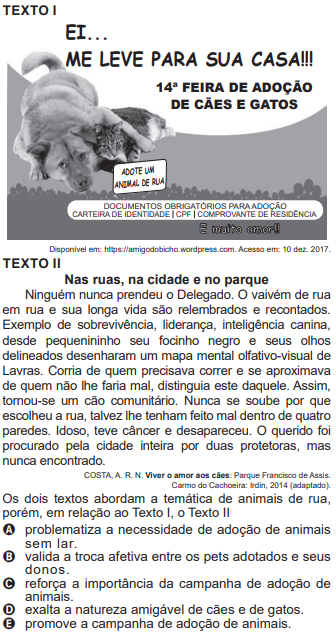 TEXTO I
EI...
ME LEVE PARA SUA CASA!!!
14ª FEIRA DE ADOÇÃO
DE CÃES E GATOS
ADOTE UM
ANIMAL DE RUA
DOCUMENTOS OBRIGATÓRIOS PARA ADOÇÃO
CARTEIRA DE IDENTIDADE | CPF | COMPROVANTE DE RESIDÊNCIA
E muito amor!!
Disponível em: https://amigodobicho.wordpress.com. Acesso em: 10 dez. 2017.
TEXTO II
Nas ruas, na cidade e no parque
Ninguém nunca prendeu o Delegado. O vaivém de rua
em rua e sua longa vida são relembrados e recontados.
Exemplo de sobrevivência, liderança, inteligência canina,
desde pequenininho seu focinho negro e seus olhos
delineados desenharam um mapa mental olfativo-visual de
Lavras. Corria de quem precisava correr e se aproximava
de quem não lhe faria mal, distinguia este daquele. Assim,
tornou-se um cão comunitário. Nunca se soube por que
escolheu a rua, talvez lhe tenham feito mal dentro de quatro
paredes. Idoso, teve câncer e desapareceu. O querido foi
procurado pela cidade inteira por duas protetoras, mas
nunca encontrado.
COSTA, A. R. N. Viver o amor aos cães: Parque Francisco de Assis.
Carmo do Cachoeira: Irdin, 2014 (adaptado).
Os dois textos abordam a temática de animais de rua,
porém, em relação ao Texto I, o Texto II
A problematiza a necessidade de adoção de animais
sem lar.
B valida a troca afetiva entre os pets adotados e seus
donos.
C reforça a importância da campanha de adoção de
animais.
D exalta a natureza amigável de cães e de gatos.
E promove a campanha de adoção de animais.